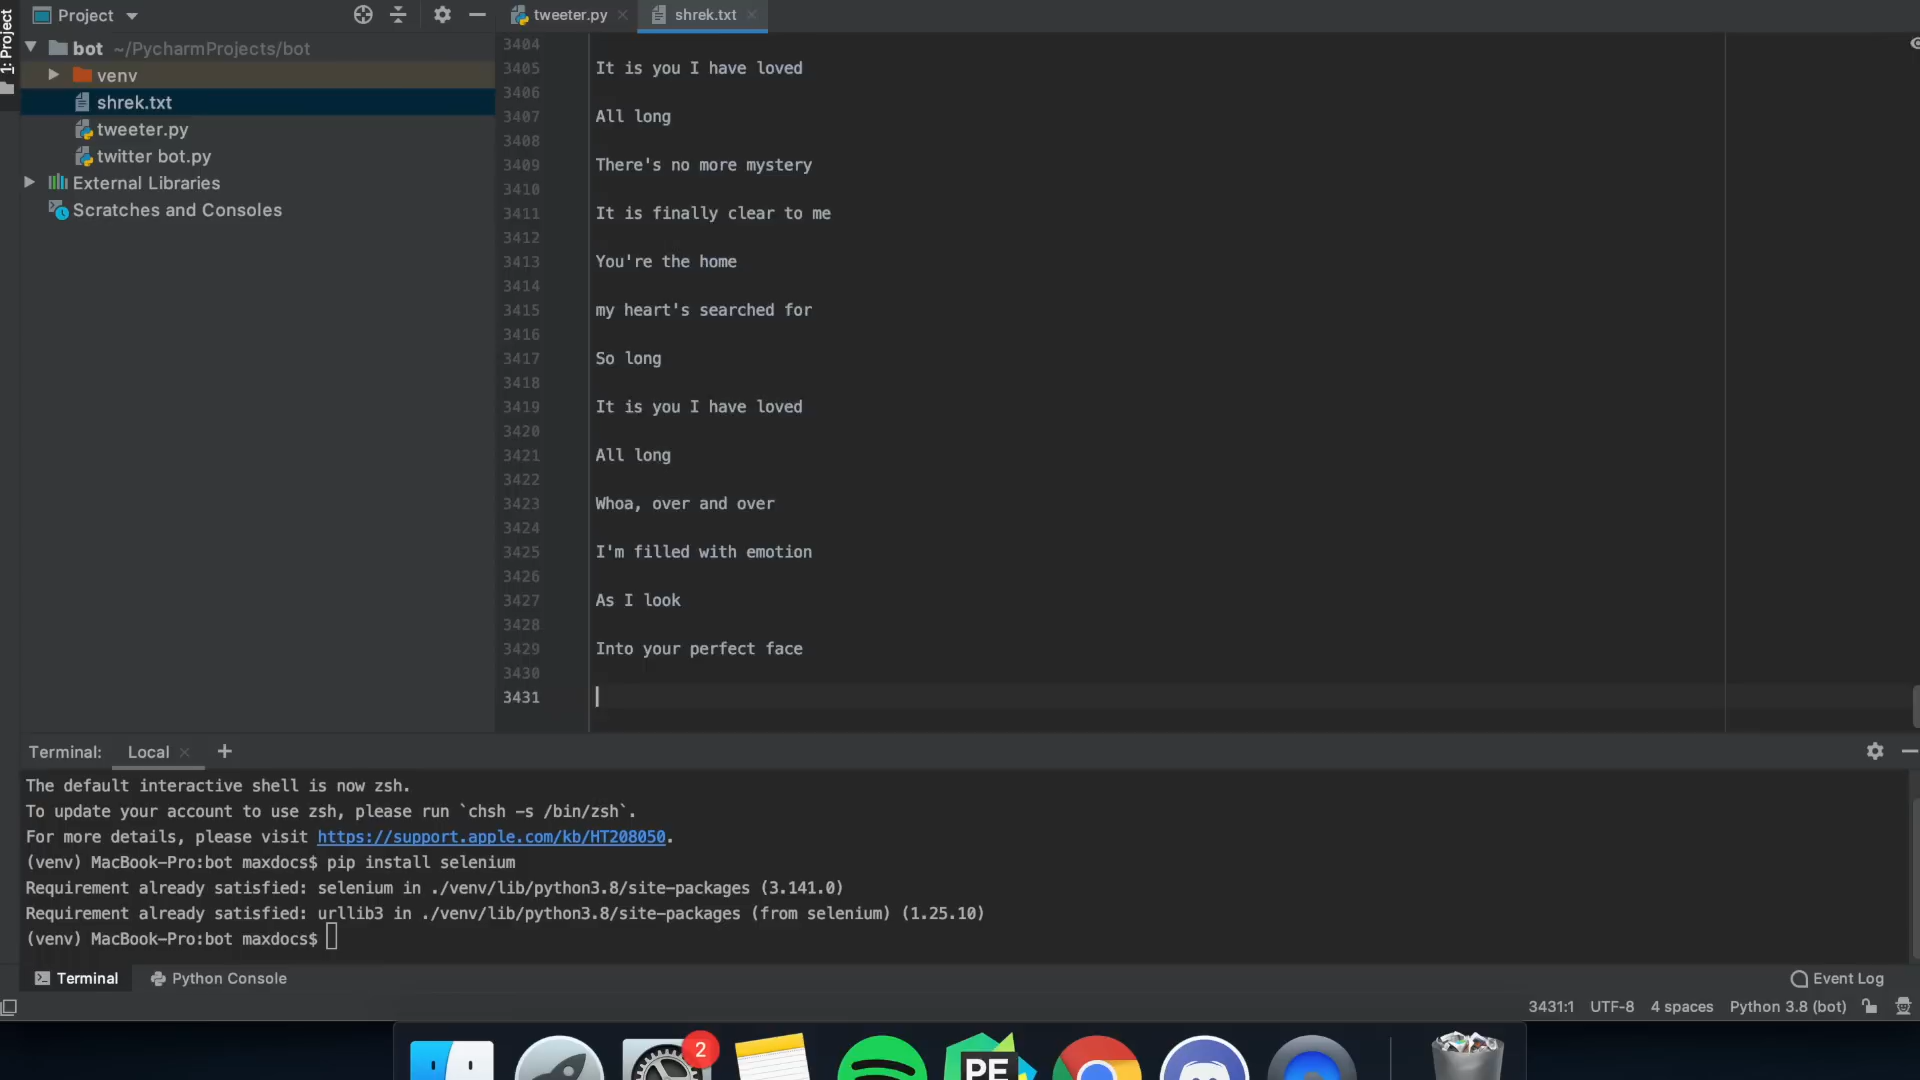 Project
tweeter.py
shrek.txt
1: Project
bot ~/PycharmProjects/bot
venv
shrek.txt
tweeter.py
twitter bot.py
External Libraries
Scratches and Consoles
3404
3405 It is you I have loved
3406
3407 All long
3408
3409 There's no more mystery
3410
3411 It is finally clear to me
3412
3413 You're the home
3414
3415 my heart's searched for
3416
3417 So long
3418
3419 It is you I have loved
3420
3421 All long
3422
3423 Whoa, over and over
3424
3425 I'm filled with emotion
3426
3427 As I look
3428
3429 Into your perfect face
3430
3431
Terminal: Local
The default interactive shell is now zsh.
To update your account to use zsh, please run `chsh -s /bin/zsh`.
For more details, please visit https://support.apple.com/kb/HT208050.
(venv) MacBook-Pro:bot maxdocs$ pip install selenium
Requirement already satisfied: selenium in ./venv/lib/python3.8/site-packages (3.141.0)
Requirement already satisfied: urllib3 in ./venv/lib/python3.8/site-packages (from selenium) (1.25.10)
(venv) MacBook-Pro:bot maxdocs$
Terminal
Python Console
Event Log
3431:1 UTF-8 4 spaces Python 3.8 (bot)
2
PE